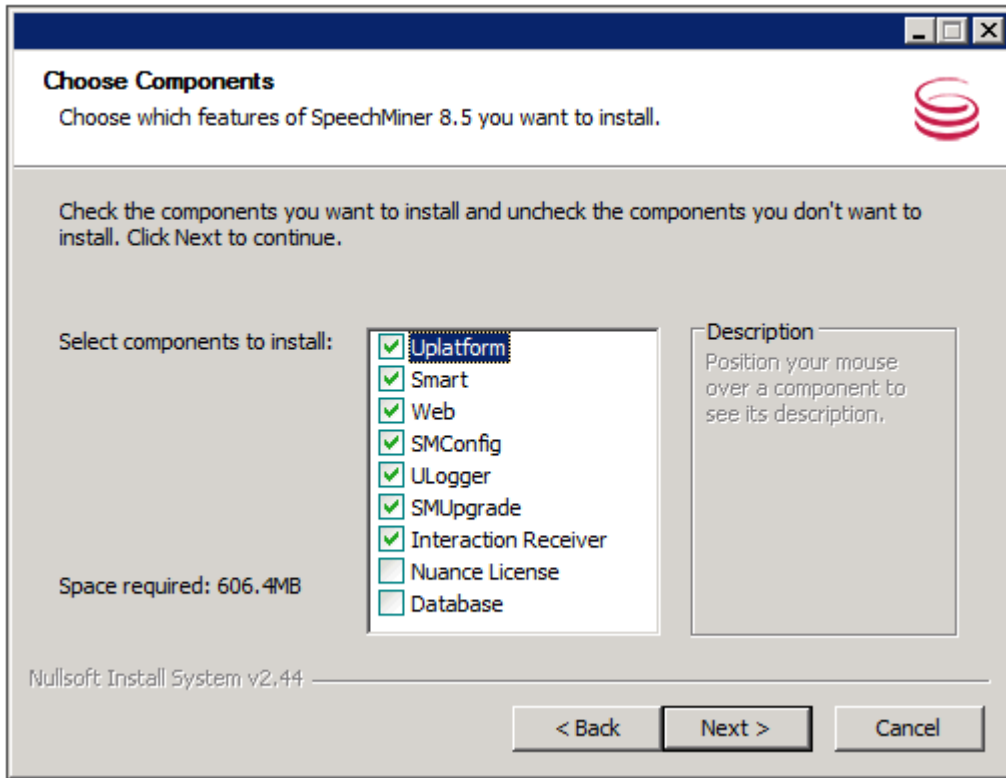 Choose Components
Choose which features of SpeechMiner 8.5 you want to install.
Check the components you want to install and uncheck the components you don't want to
install. Click Next to continue.
Select components to install:
Uplatform
Smart
Web
SMConfig
ULogger
SMUpgrade
Interaction Receiver
Nuance License
Database
Description
Position your mouse
over a component to
see its description.
Space required: 606.4MB
Nullsoft Install System v2.44
< Back
Next >
Cancel